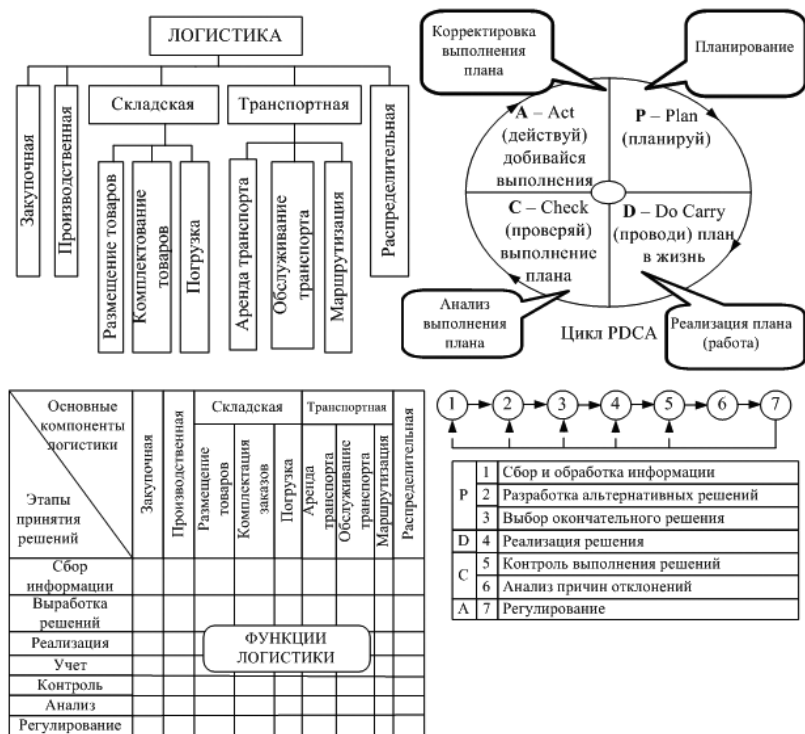 ЛОГИСТИКА
Закупочная
Производственная
Складская
Транспортная
Распределительная
Размещение товаров
Комплектование
товаров
Погрузка
Аренда транспорта
Обслуживание
транспорта
Маршрутизация
Корректировка
выполнения
плана
Планирование
A – Act
(действуй)
добивайся
выполнения
P – Plan
(планируй)
C – Check
(проверяй)
выполнение
плана
D – Do Carry
(проводи) план
в жизнь
Анализ
выполнения
плана
Цикл PDCA
Реализация плана
(работа)
Основные
компоненты
логистики
Этапы
принятия
решений
Закупочная
Производственная
Складская
Размещение
товаров
Комплектация
заказов
Погрузка
Транспортная
Аренда
транспорта
Обслуживание
транспорта
Маршрутизация
Распределительная
Сбор
информации
Выработка
решений
Реализация
Учет
Контроль
Анализ
Регулирование
ФУНКЦИИ
ЛОГИСТИКИ
1 2 3 4 5 6 7
P
1 Сбор и обработка информации
2 Разработка альтернативных решений
3 Выбор окончательного решения
D 4 Реализация решения
C
5 Контроль выполнения решений
6 Анализ причин отклонений
A 7 Регулирование